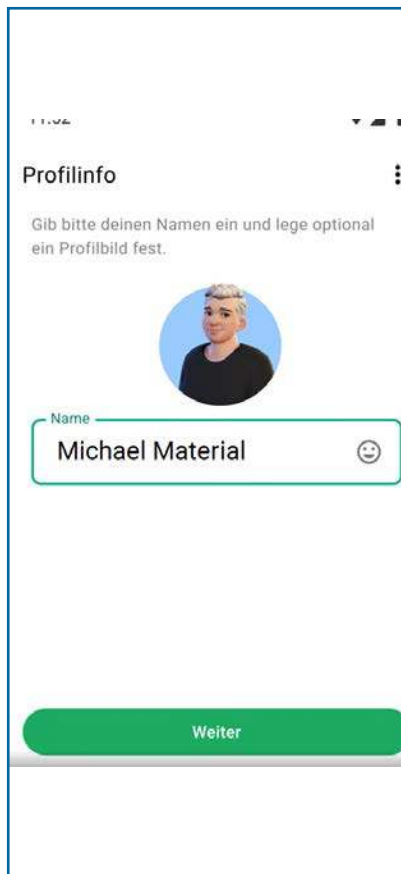 Profilinfo
Gib bitte deinen Namen ein und lege optional
ein Profilbild fest.
Name
Michael Material
Weiter